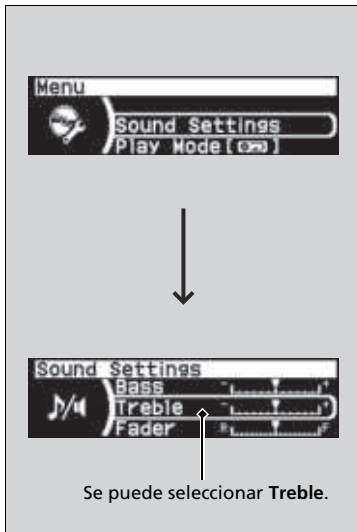 Menu
Sound Settings
Play Mode[]
Sound Settings
Bass - +
Treble - +
Fader R F
Se puede seleccionar Treble.